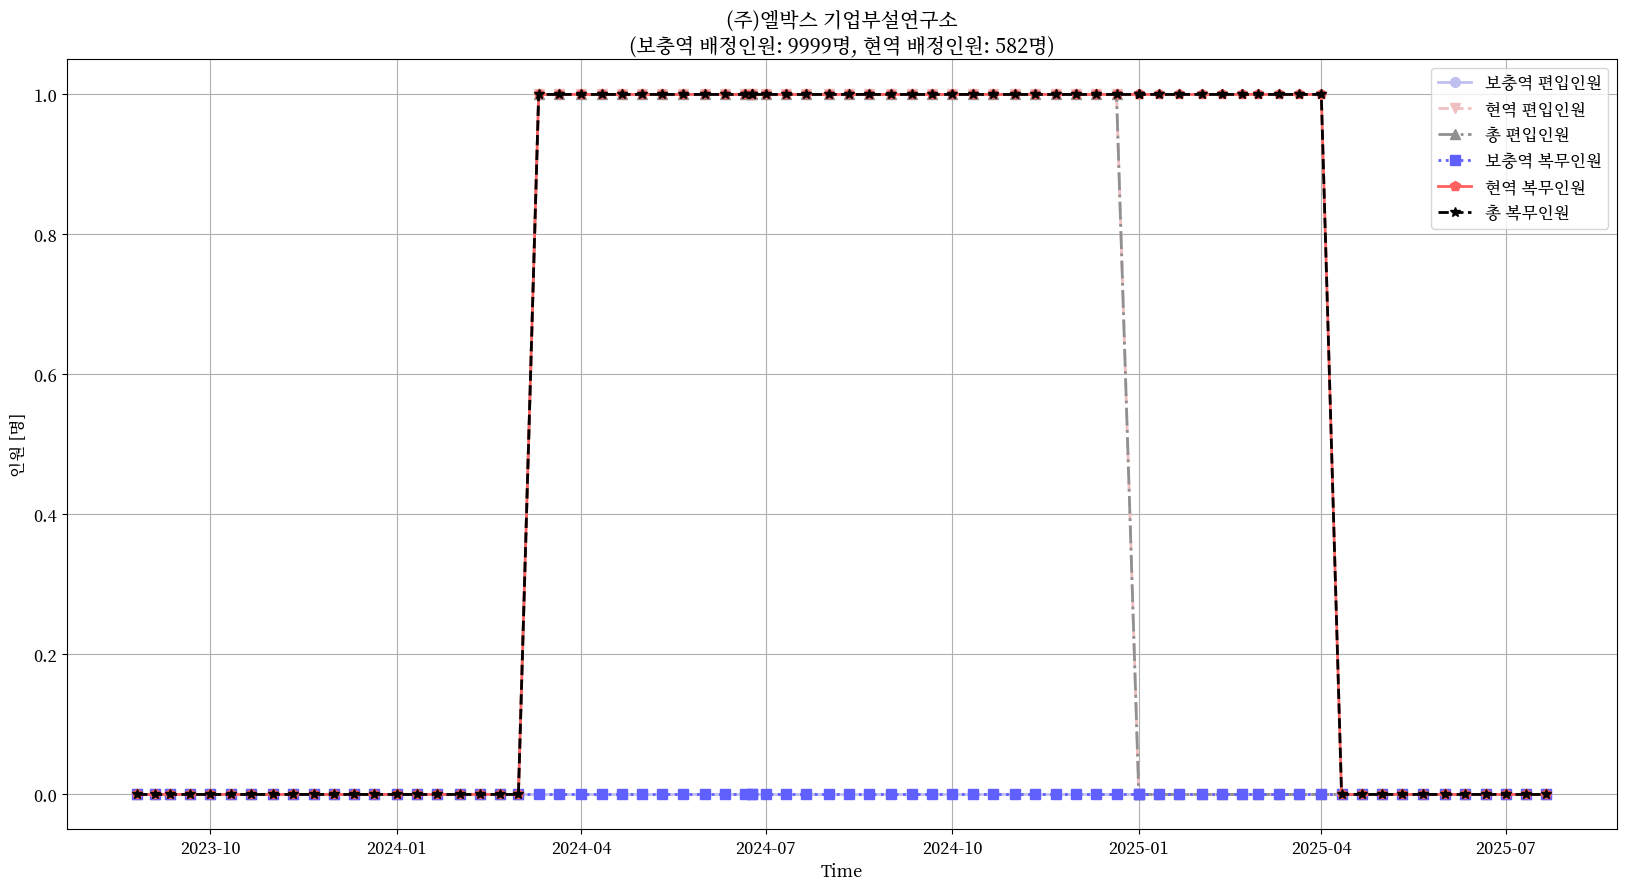 (주)엘박스 기업부설연구소
(보충역 배정인원: 9999명, 현역 배정인원: 582명)
보충역 편입인원
현역 편입인원
총 편입인원
보충역 복무인원
현역 복무인원
총 복무인원
인원 [명]
1.0
0.8
0.6
0.4
0.2
0.0
2023-10
2024-01
2024-04
2024-07
2024-10
2025-01
2025-04
2025-07
Time